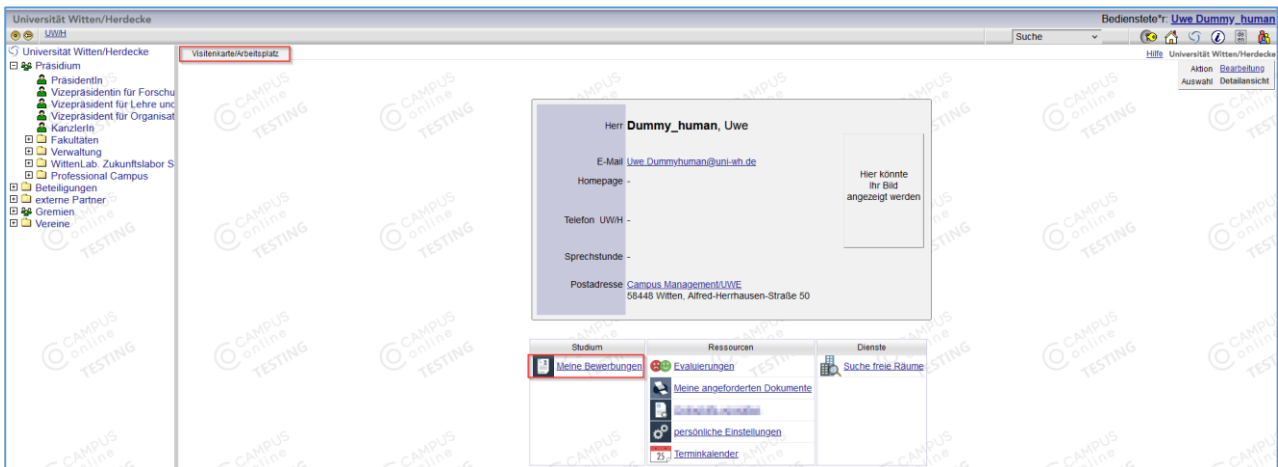 Universität Witten/Herdecke
Bedienstete*r: Uwe Dummy_human
UW/H
Suche
Universität Witten/Herdecke
Visitenkarte/Arbeitsplatz
Hilfe Universität Witten/Herdecke
Präsidium
Aktion Bearbeitung
Auswahl Detailansicht
PräsidentIn
Vizepräsidentin für Forschu
Vizepräsident für Lehre und
Vizepräsident für Organisat
KanzlerIn
Fakultäten
Verwaltung
WittenLab. Zukunftslabor S
Professional Campus
Beteiligungen
externe Partner
Gremien
Vereine
Herr Dummy_human, Uwe
E-Mail Uwe.Dummyhuman@uni-wh.de
Homepage -
Telefon UW/H -
Sprechstunde -
Postadresse Campus Management/UWE
58448 Witten, Alfred-Herrhausen-Straße 50
Hier könnte
Ihr Bild
angezeigt werden
Studium
Ressourcen
Dienste
Meine Bewerbungen
Evaluierungen
Suche freie Räume
Meine angeforderten Dokumente
persönliche Einstellungen
25
Terminkalender
CAMPUS
online
TESTING